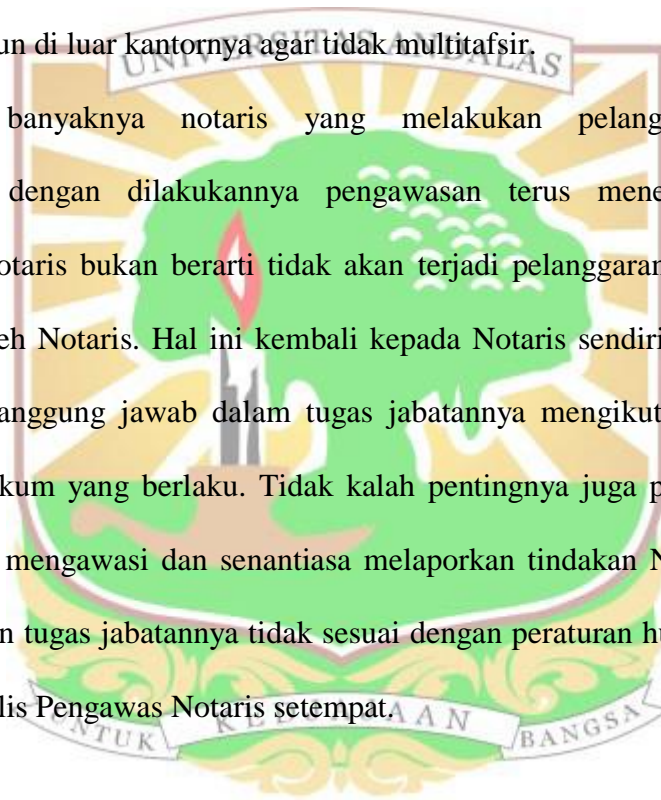 un di luar kantornya agar tidak multitafsir.
UNIVERSITAS ANDALAS
banyaknya notaris yang melakukan pelang
dengan dilakukannya pengawasan terus mene
otaris bukan berarti tidak akan terjadi pelanggaran
eh Notaris. Hal ini kembali kepada Notaris sendiri
anggung jawab dalam tugas jabatannya mengikut
kum yang berlaku. Tidak kalah pentingnya juga p
mengawasi dan senantiasa melaporkan tindakan N
n tugas jabatannya tidak sesuai dengan peraturan hu
lis Pengawas Notaris setempat.
UNTUK KEDJAJAAN BANGSA